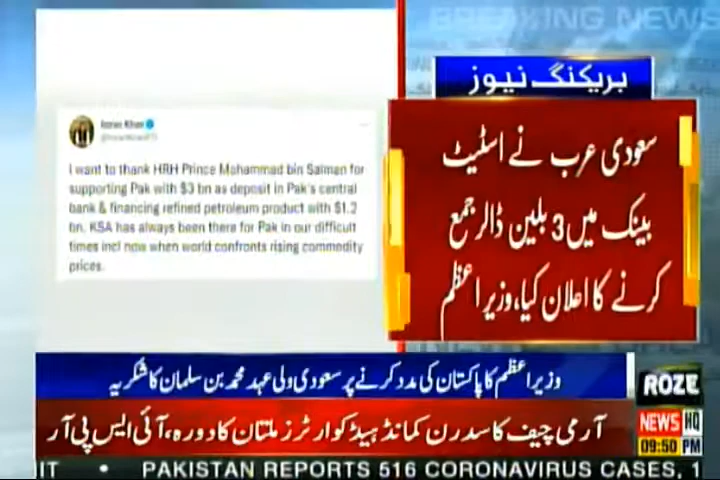 BREAKING NEWS
بریکنگ نیوز
سعودی عرب نے اسٹیٹ
بینک میں 3 بلین ڈالر جمع
کرنے کا اعلان کیا، وزیراعظم
Imran Khan
I want to thank HRH Prince Mohammad bin Salman for
supporting Pak with $3 bn as deposit in Pak's central
bank & financing refined petroleum product with $1.2
bn. KSA has always been there for Pak in our difficult
times incl now when world confronts rising commodity
prices.
وزیراعظم کا پاکستان کی مدد کرنے پر سعودی ولی عہد محمد بن سلمان کا شکریہ
آرمی چیف کا سدرن کمانڈ ہیڈ کوارٹرز ملتان کا دورہ، آئی ایس پی آر
ROZE
NEWS HQ
09:50 PM
IT • PAKISTAN REPORTS 516 CORONAVIRUS CASES, 1